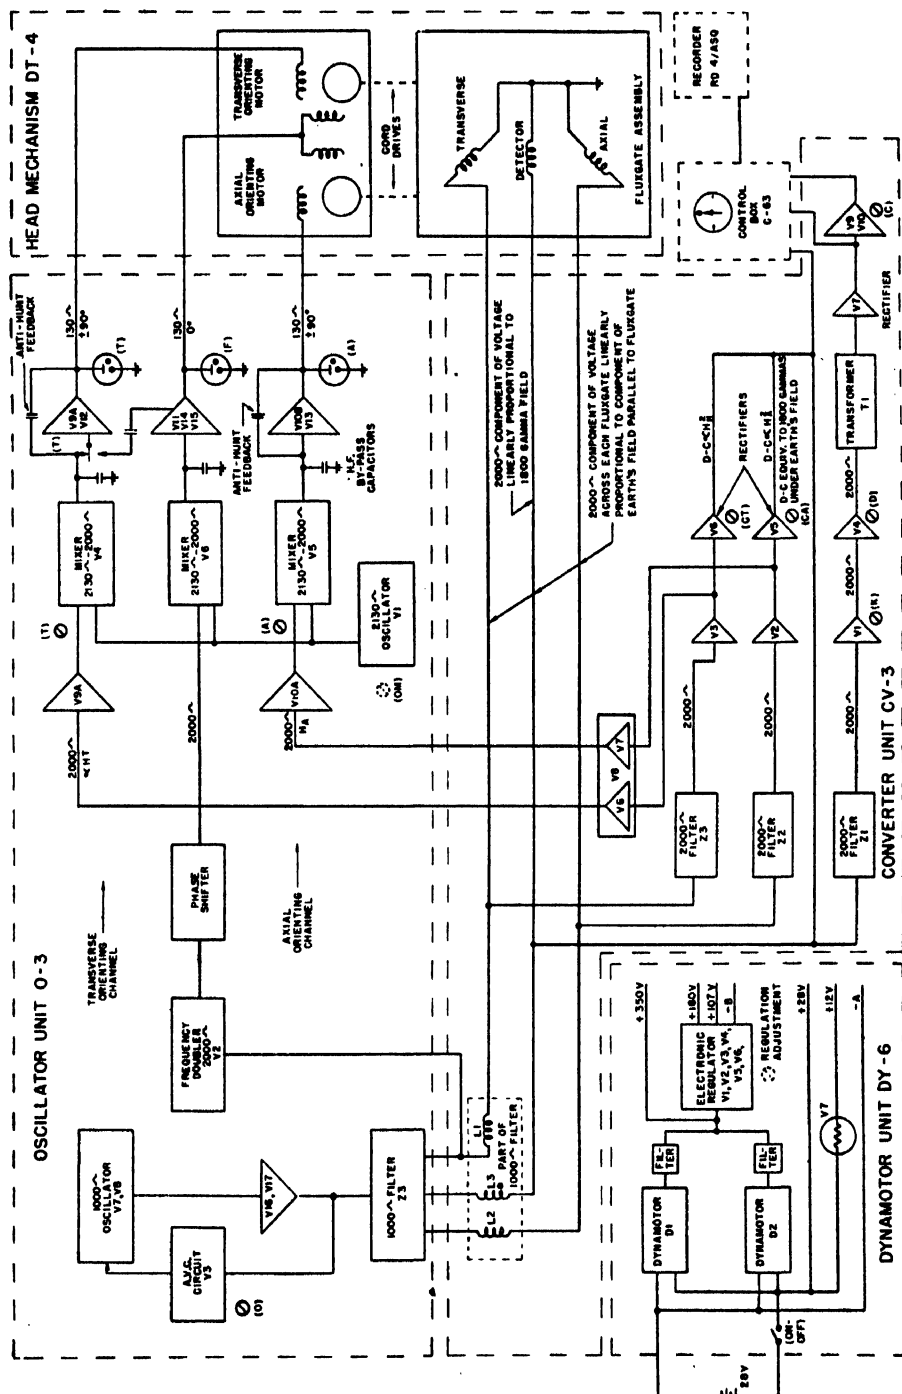 OSCILLATOR UNIT O-3
1000~
OSCILLATOR
V7,V8
A.V.C.
CIRCUIT
V3
(O)
V16, V17
1000~FILTER
Z3
FREQUENCY
DOUBLER
2000~
V2
PHASE
SHIFTER
TRANSVERSE
ORIENTING
CHANNEL
AXIAL
ORIENTING
CHANNEL
2000~
∝HT
2000~
2000~
HA
V9A
V10A
(T)
(A)
2130~
OSCILLATOR
V1
(OM)
MIXER
2130~-2000~
V4
MIXER
2130~-2000~
V6
MIXER
2130~-2000~
V5
ANTI-HUNT
FEEDBACK
(T)
V9A
V12
V11
V14
V15
V10B
V13
ANTI-HUNT
FEEDBACK
H.F.
BY-PASS
CAPACITORS
130~
±90°
130~
0°
130~
±90°
(T)
(F)
(A)
HEAD MECHANISM DT-4
TRANSVERSE
ORIENTING
MOTOR
AXIAL
ORIENTING
MOTOR
CORD
DRIVES
TRANSVERSE
DETECTOR
AXIAL
FLUXGATE ASSEMBLY
RECORDER
RD 4/ASQ
CONTROL
BOX
C-63
L1
L3
L2
PART OF
1000~FILTER
2000~ COMPONENT OF VOLTAGE
LINEARLY PROPORTIONAL TO
1800 GAMMA FIELD
2000~ COMPONENT OF VOLTAGE
ACROSS EACH FLUXGATE LINEARLY
PROPORTIONAL TO COMPONENT OF
EARTH'S FIELD PARALLEL TO FLUXGATE
V6
V8
V7
2000~
FILTER
Z3
2000~
FILTER
Z2
2000~
FILTER
Z1
2000~
2000~
2000~
V3
V2
V1
(K)
2000~
V6
(CT)
V5
(CA)
V4
(D)
RECTIFIERS
D-C∝H
D-C∝H
D-C EQUIV. TO 1800 GAMMAS
UNDER EARTH'S FIELD
2000~
TRANSFORMER
T1
V7
RECTIFIER
V9
V10
(C)
CONVERTER UNIT CV-3
DYNAMOTOR UNIT DY-6
DYNAMOTOR
D1
DYNAMOTOR
D2
FIL-
TER
FIL-
TER
ELECTRONIC
REGULATOR
V1,V2,V3,V4,
V5,V6,
REGULATION
ADJUSTMENT
+350V
+180V
+107V
-B
+28V
+12V
-A
V7
(ON-
OFF)
28V